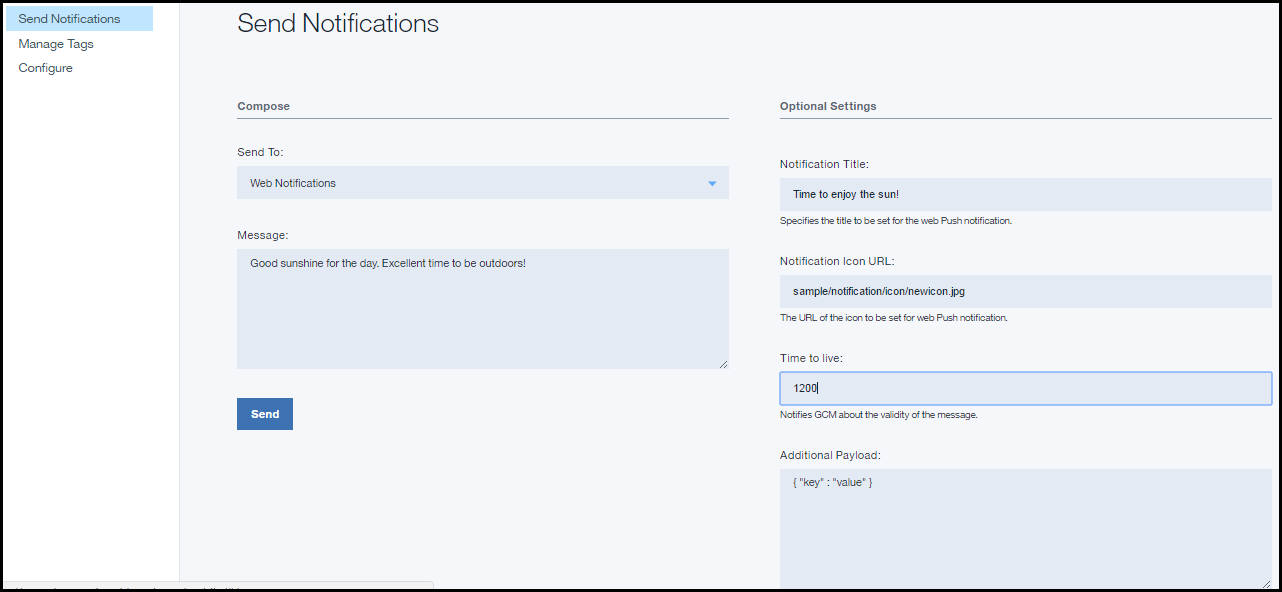 Send Notifications
Manage Tags
Configure
Send Notifications
Compose
Send To:
Web Notifications
Message:
Good sunshine for the day. Excellent time to be outdoors!
Send
Optional Settings
Notification Title:
Time to enjoy the sun!
Specifies the title to be set for the web Push notification.
Notification Icon URL:
sample/notification/icon/newicon.jpg
The URL of the icon to be set for web Push notification.
Time to live:
1200
Notifies GCM about the validity of the message.
Additional Payload:
{ "key" : "value" }